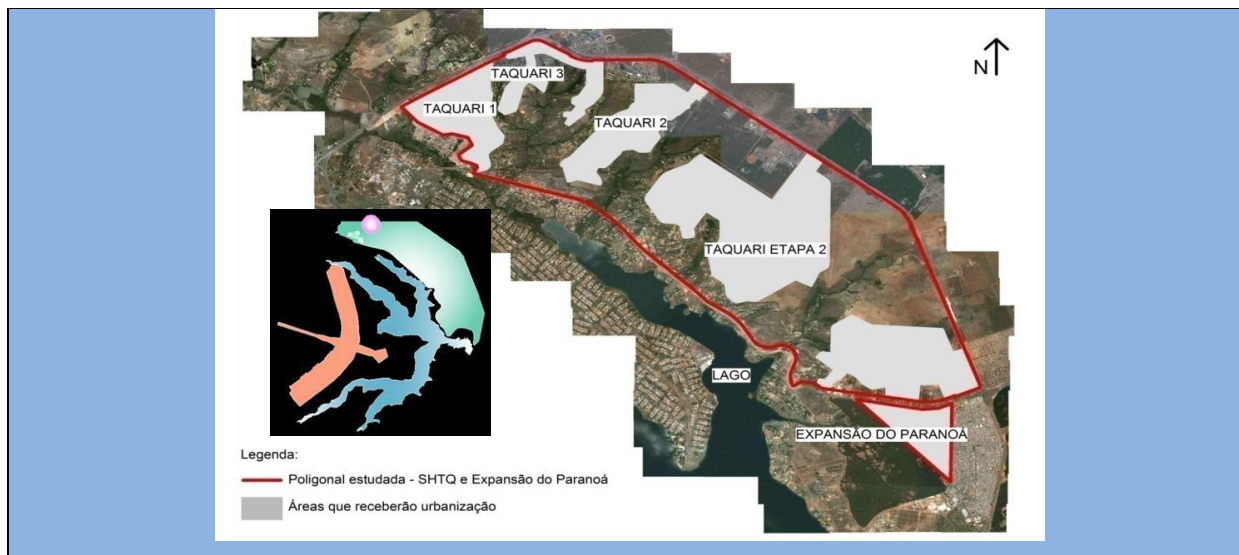 N
TAQUARI 3
TAQUARI 1
TAQUARI 2
TAQUARI ETAPA 2
LAGO
EXPANSÃO DO PARANOÁ
Legenda:
Poligonal estudada - SHTQ e Expansão do Paranoá
Áreas que receberão urbanização